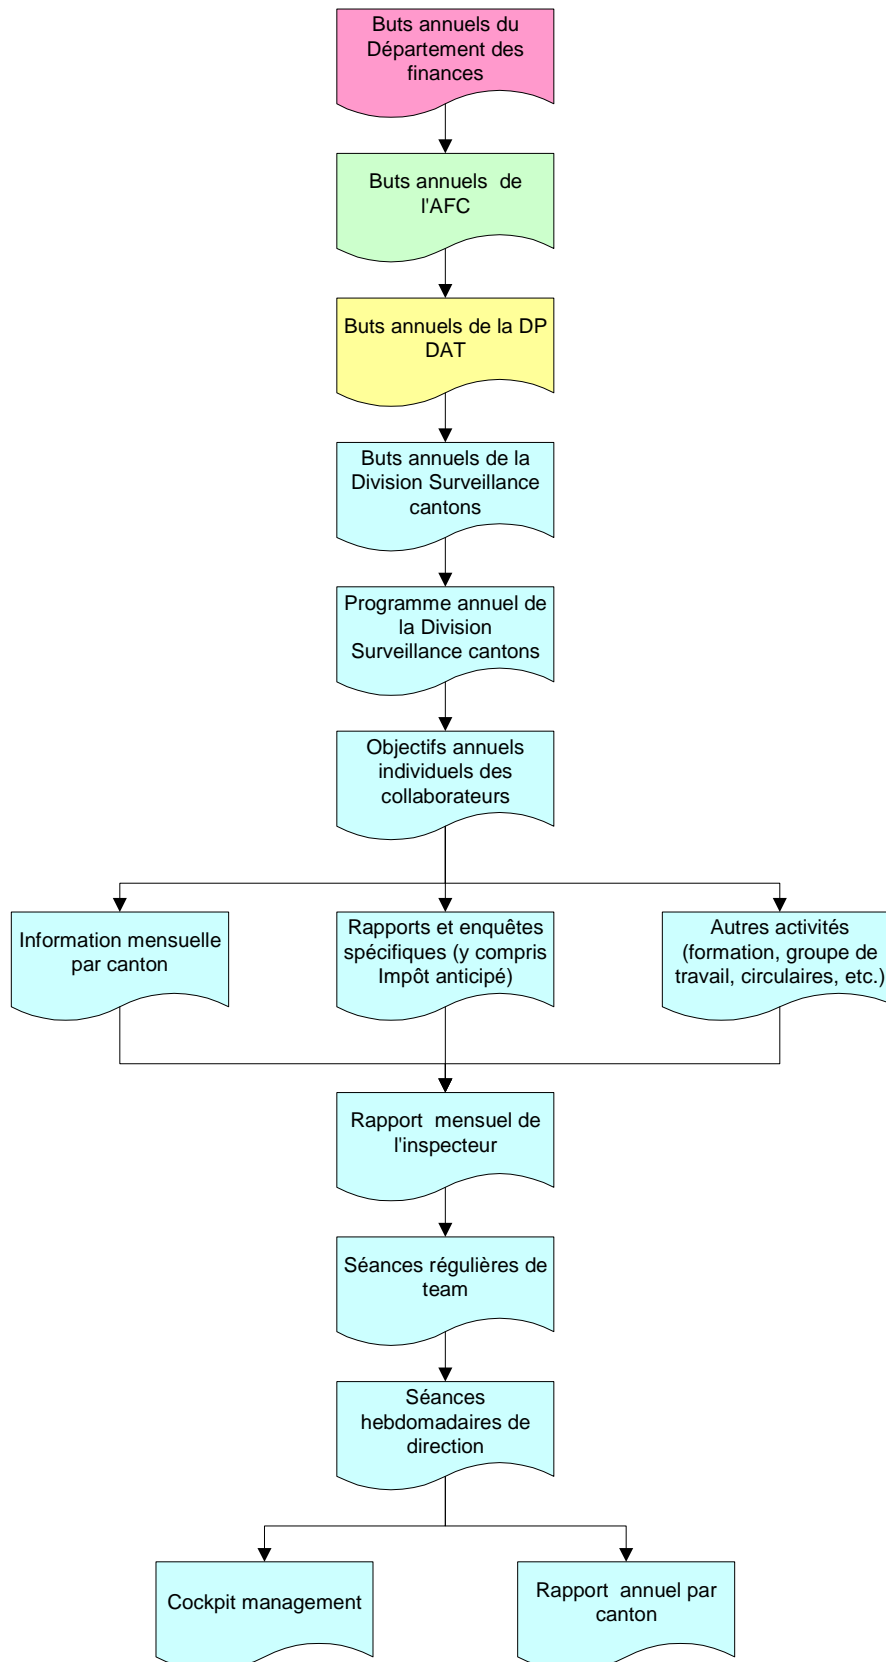 Buts annuels du
Département des
finances
Buts annuels de
l'AFC
Buts annuels de la DP
DAT
Buts annuels de la
Division Surveillance
cantons
Programme annuel de
la Division
Surveillance cantons
Objectifs annuels
individuels des
collaborateurs
Information mensuelle
par canton
Rapports et enquêtes
spécifiques (y compris
Impôt anticipé)
Autres activités
(formation, groupe de
travail, circulaires, etc.)
Rapport mensuel de
l'inspecteur
Séances régulières de
team
Séances
hebdomadaires de
direction
Cockpit management
Rapport annuel par
canton